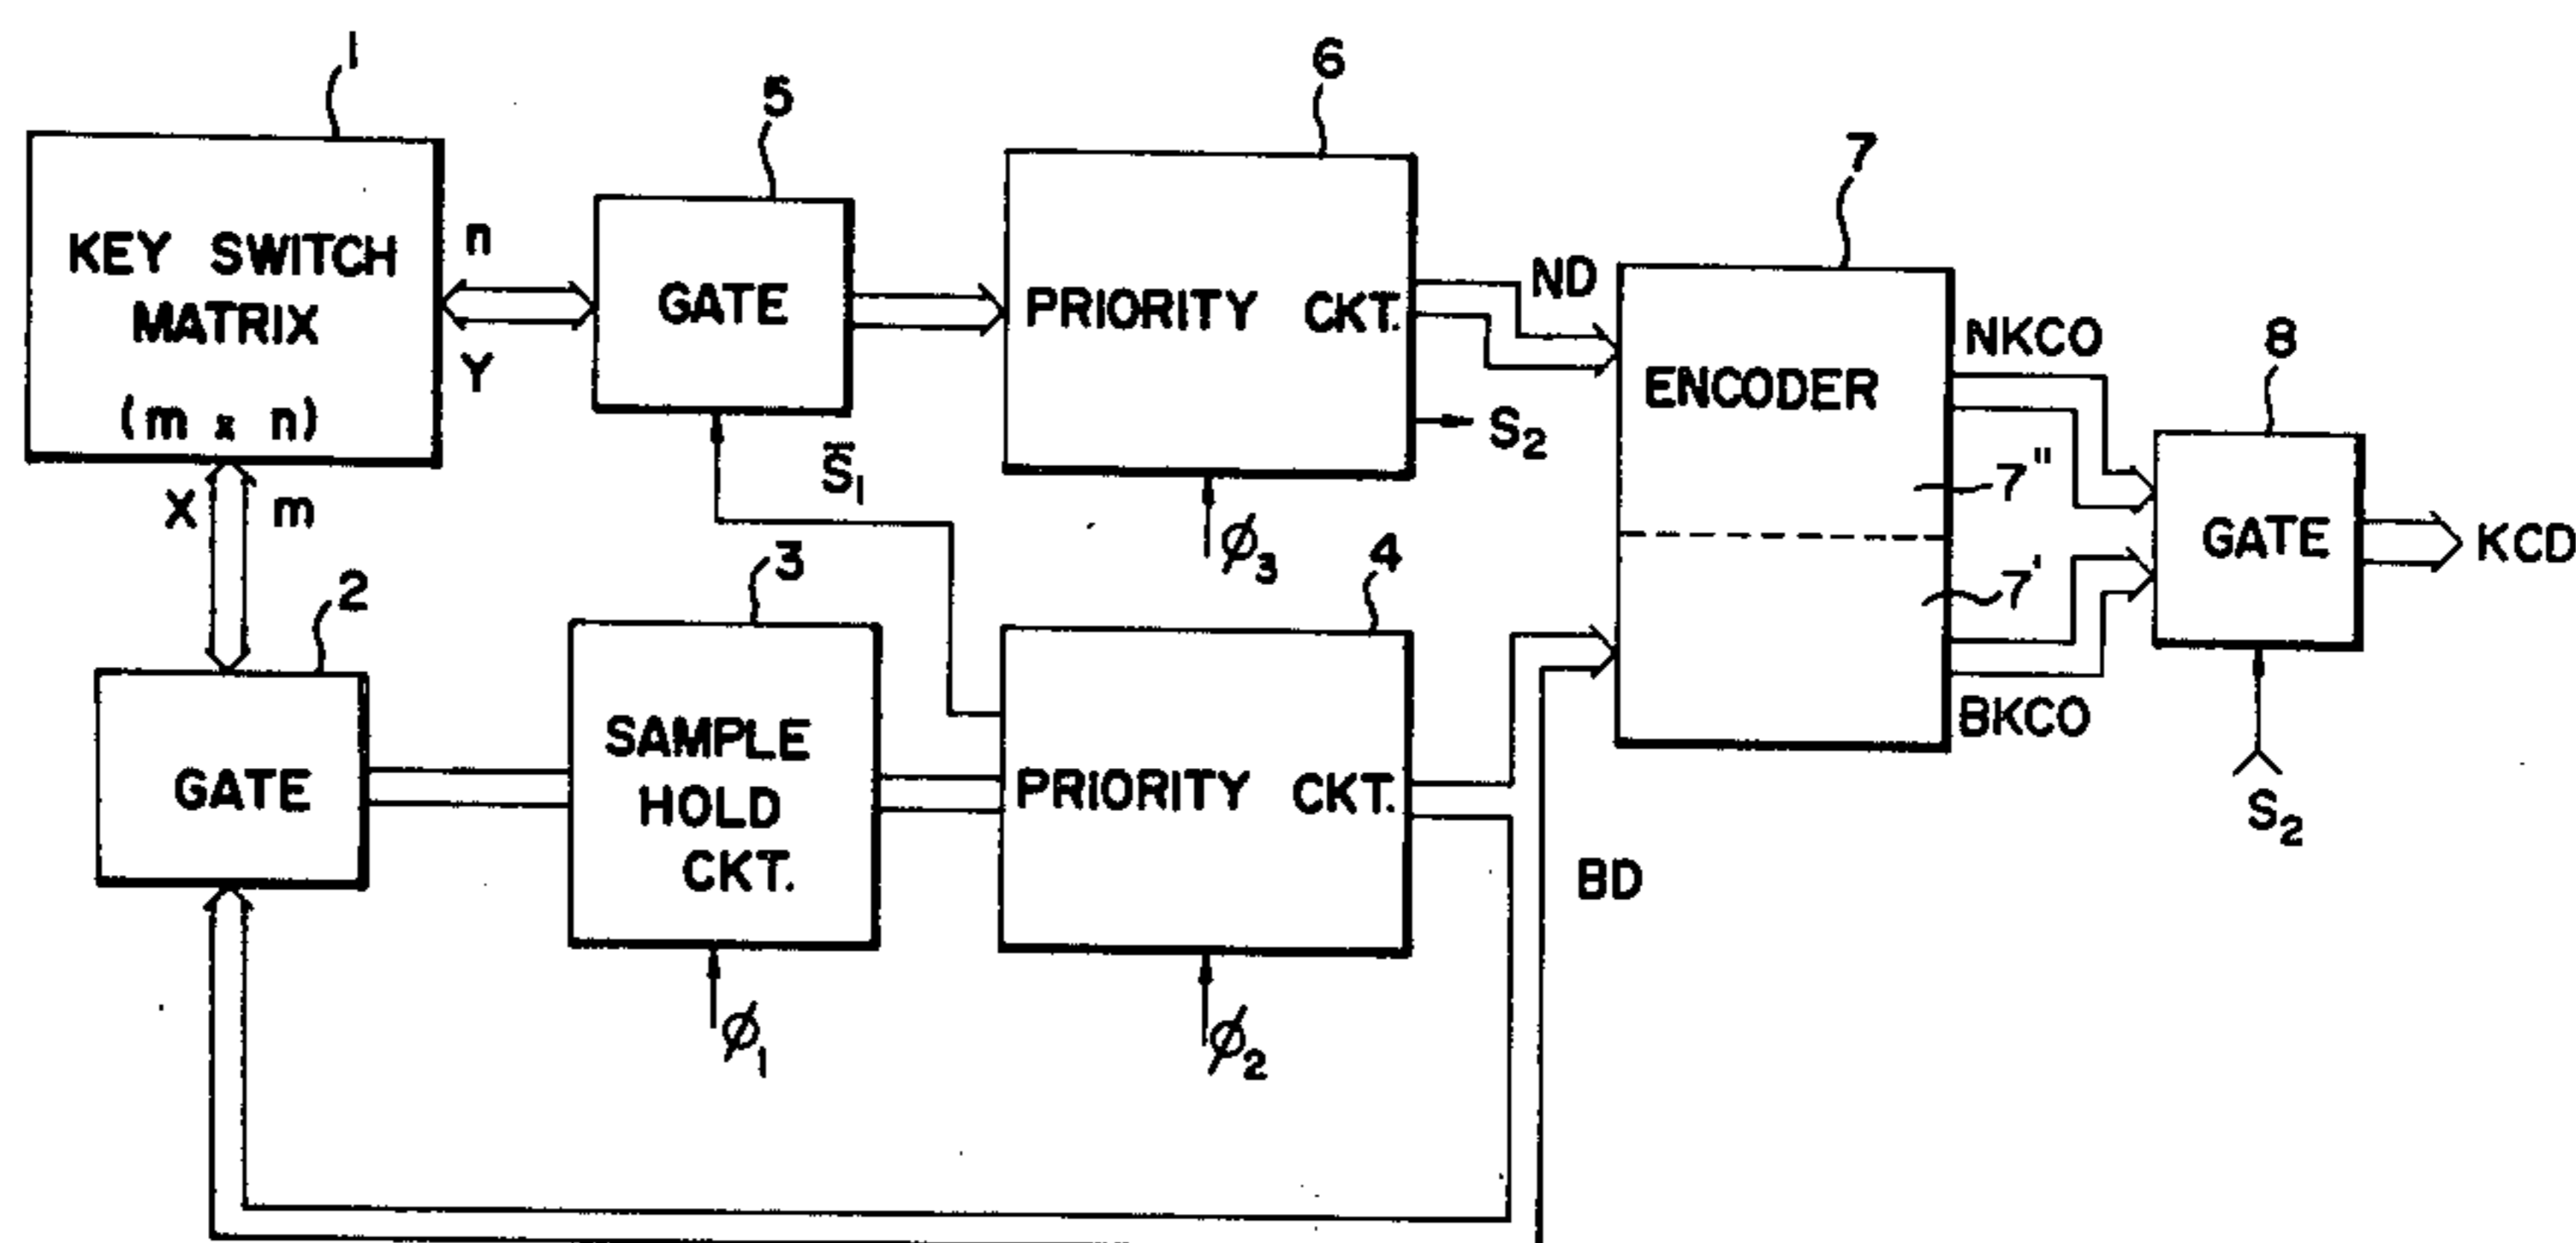 1
5
6
7
KEY SWITCH
MATRIX
(m x n)
n
Y
GATE
PRIORITY CKT.
ND
S₂
ENCODER
NKCO
8
7"
7'
GATE
KCD
X m
S̅₁
φ₃
2
3
4
GATE
SAMPLE
HOLD
CKT.
PRIORITY CKT.
BKCO
S₂
BD
φ₁
φ₂